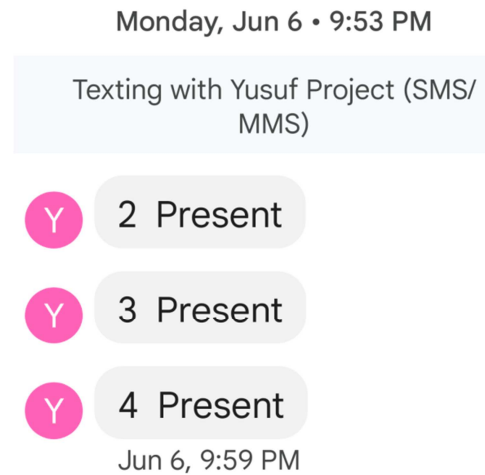 Monday, Jun 6 • 9:53 PM
Texting with Yusuf Project (SMS/
MMS)
Y
2 Present
Y
3 Present
Y
4 Present
Jun 6, 9:59 PM